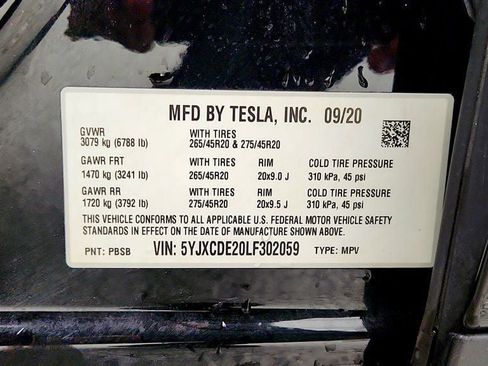 MFD BY TESLA, INC. 09/20
GVWR WITH TIRES
3079 kg (6788 lb) 265/45R20 & 275/45R20
GAWR FRT WITH TIRES RIM COLD TIRE PRESSURE
1470 kg (3241 lb) 265/45R20 20x9.0 J 310 kPa, 45 psi
GAWR RR WITH TIRES RIM COLD TIRE PRESSURE
1720 kg (3792 lb) 275/45R20 20x9.5 J 310 kPa, 45 psi
THIS VEHICLE CONFORMS TO ALL APPLICABLE U.S. FEDERAL MOTOR VEHICLE SAFETY
STANDARDS IN EFFECT ON THE DATE OF MANUFACTURE SHOWN ABOVE.
PNT: PBSB VIN: 5YJXCDE20LF302059 TYPE: MPV